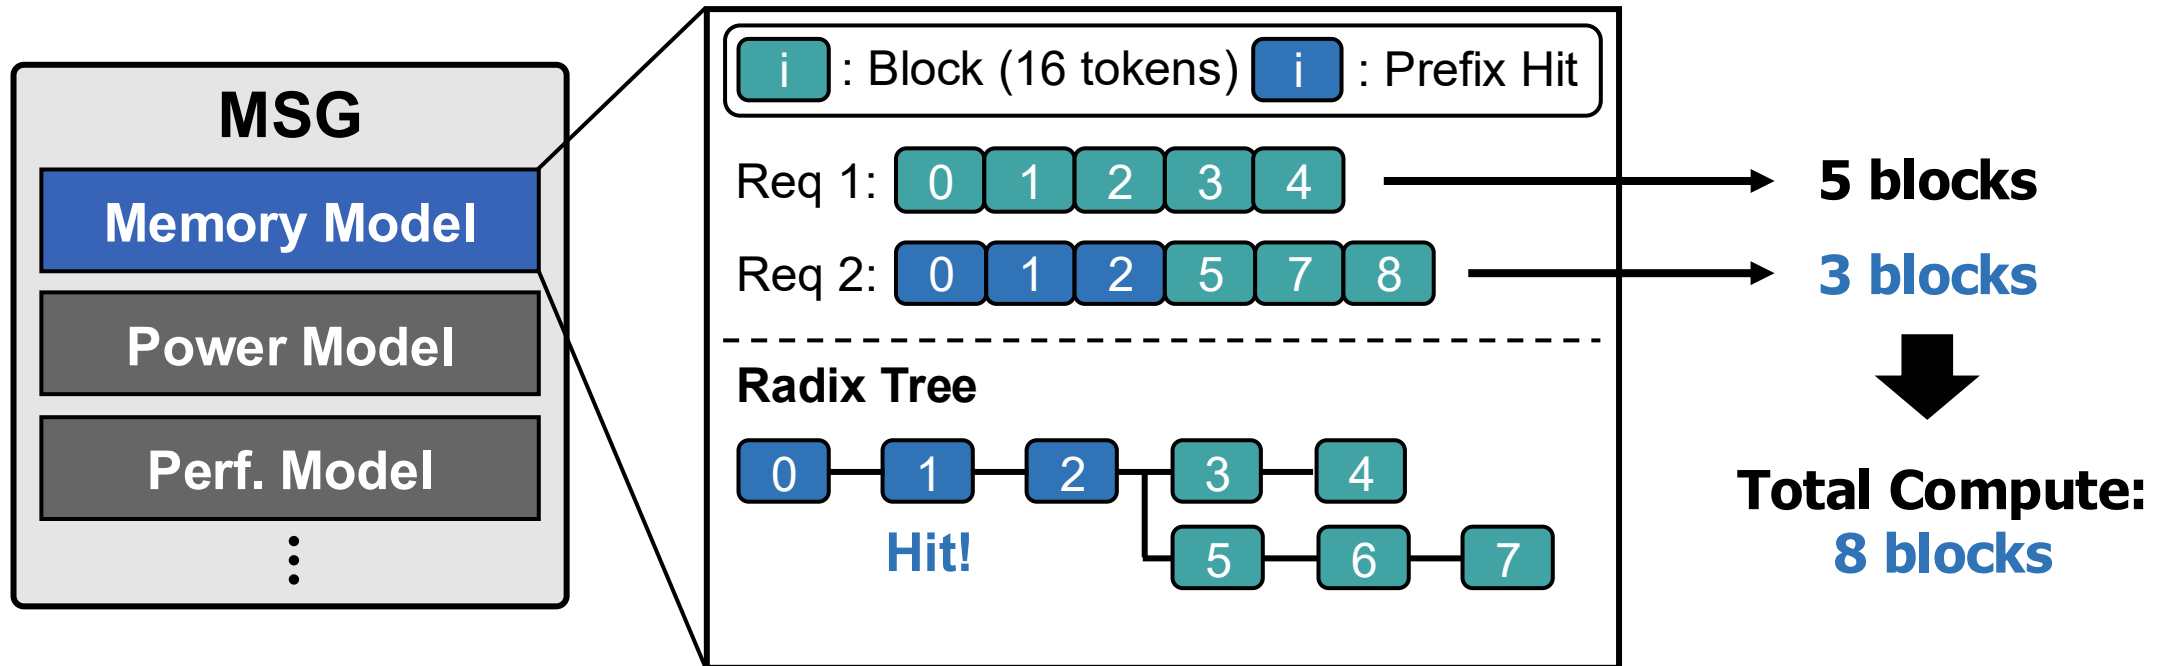 MSG
Memory Model
Power Model
Perf. Model
i : Block (16 tokens) i : Prefix Hit
Req 1: 0 1 2 3 4
5 blocks
Req 2: 0 1 2 5 7 8
3 blocks
Radix Tree
0 1 2 3 4
Hit!
5 6 7
Total Compute:
8 blocks